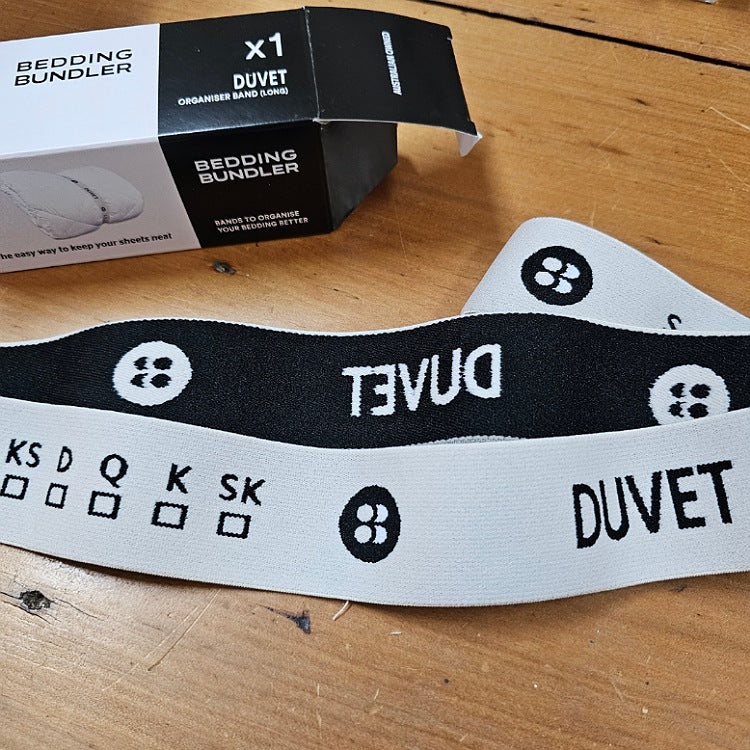 BEDDING
BUNDLER
x1
DUVET
ORGANISER BAND (LONG)
AUSTRALIAN OWNED
BEDDING
BUNDLER
BANDS TO ORGANISE
YOUR BEDDING BETTER
he easy way to keep your sheets neat
DUVET
KS D Q K SK
DUVET